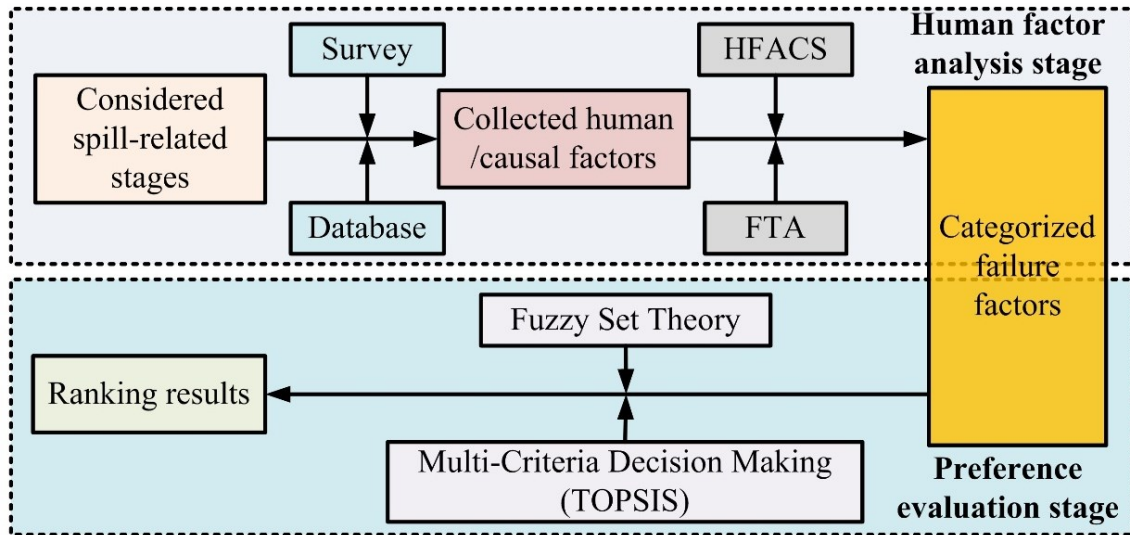 Human factor
analysis stage
Survey
HFACS
Considered
spill-related
stages
Collected human
/causal factors
Database
FTA
Categorized
failure
factors
Fuzzy Set Theory
Ranking results
Multi-Criteria Decision Making
(TOPSIS)
Preference
evaluation stage